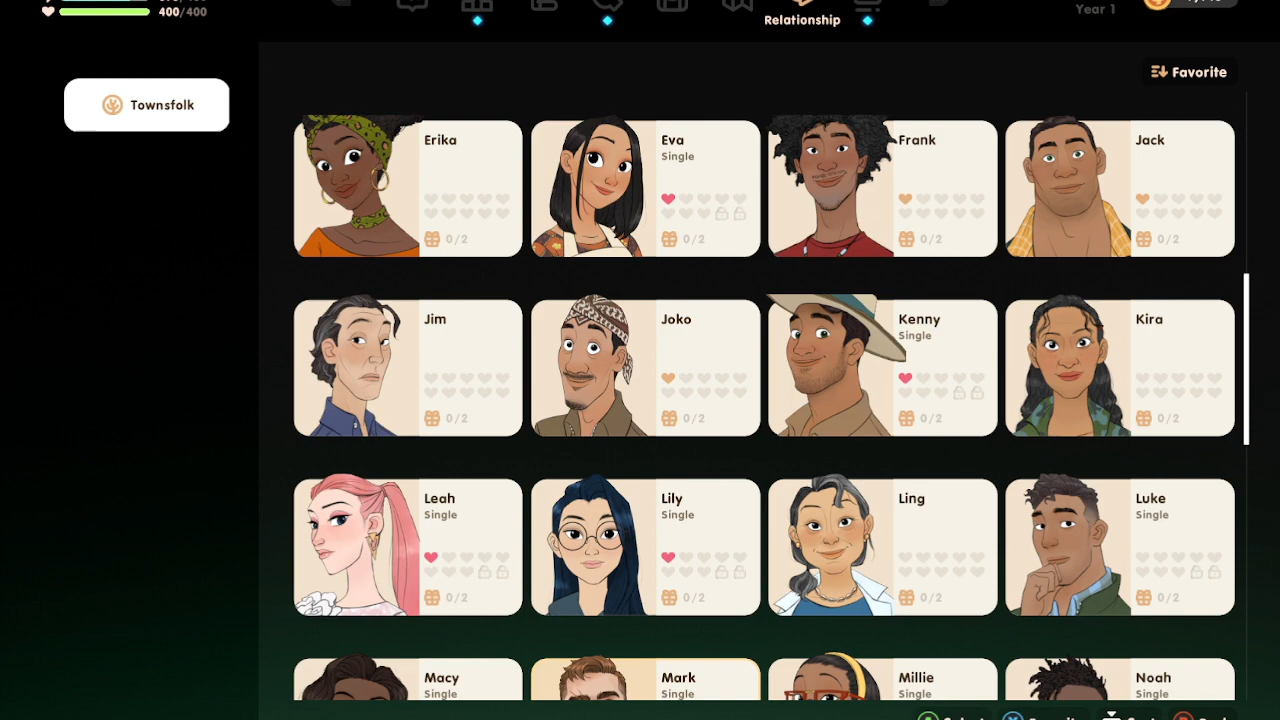 400/400
Relationship
Year 1
Favorite
Townsfolk
Erika
0/2
Eva
Single
0/2
Frank
0/2
Jack
0/2
Jim
0/2
Joko
0/2
Kenny
Single
0/2
Kira
0/2
Leah
Single
0/2
Lily
Single
0/2
Ling
0/2
Luke
Single
0/2
Macy
Single
Mark
Single
Millie
Single
Noah
Single